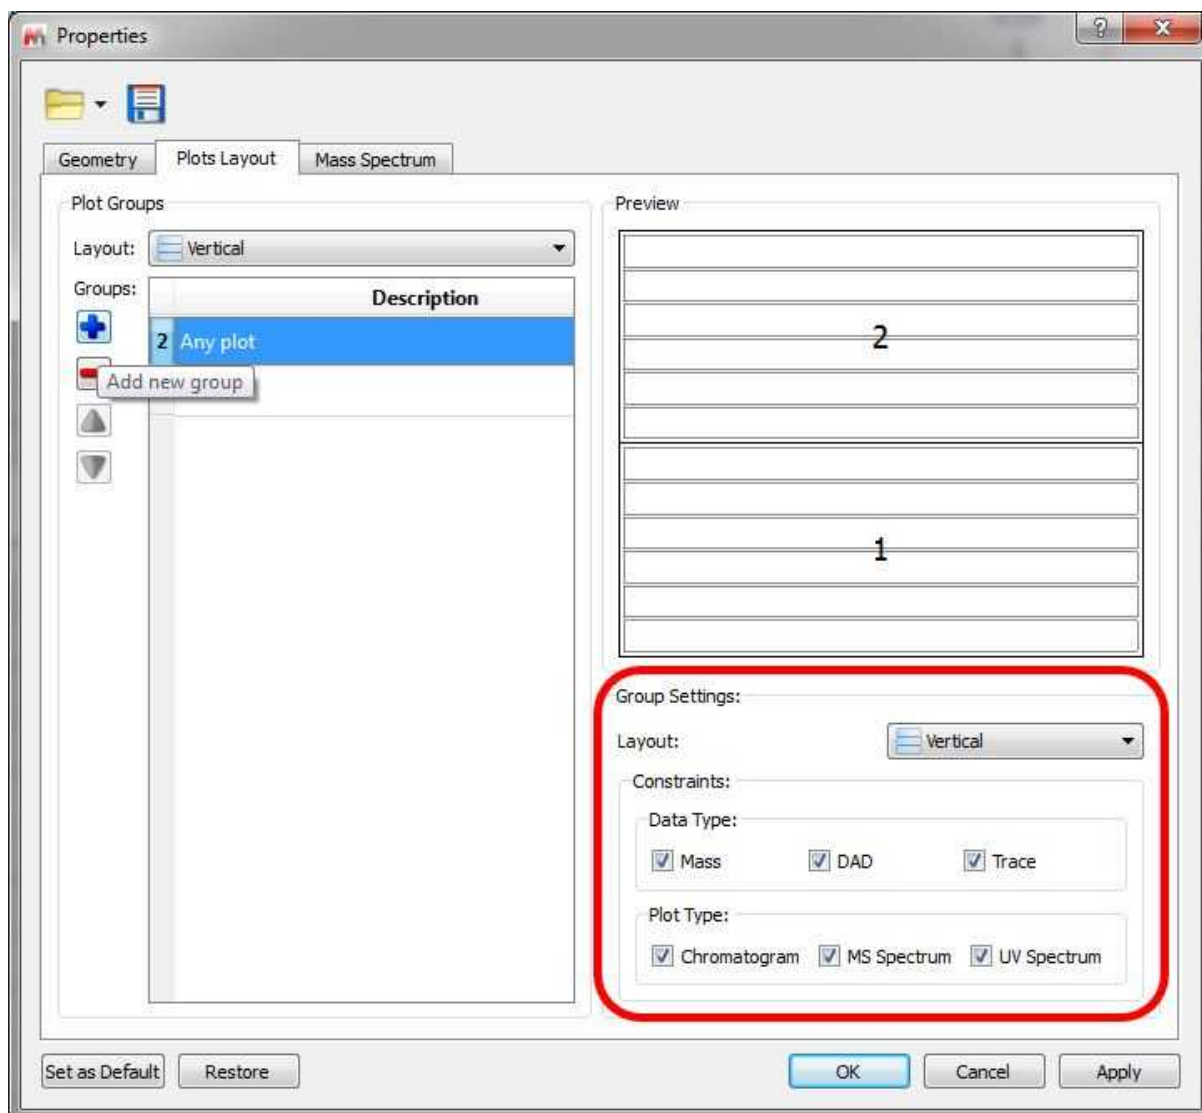 Properties
Geometry Plots Layout Mass Spectrum
Plot Groups
Layout: Vertical
Groups:
Description
2 Any plot
Add new group
Preview
2
1
Group Settings:
Layout: Vertical
Constraints:
Data Type:
Mass DAD Trace
Plot Type:
Chromatogram MS Spectrum UV Spectrum
Set as Default Restore OK Cancel Apply